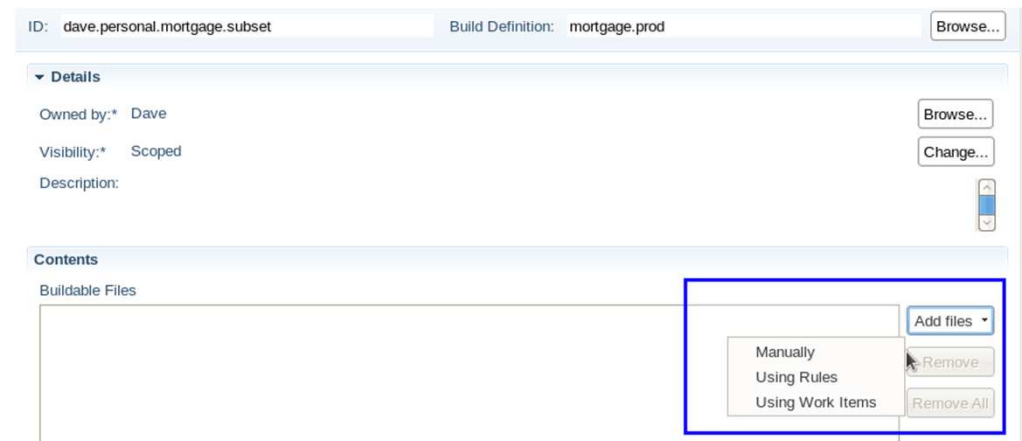 ID: dave.personal.mortgage.subset Build Definition: mortgage.prod Browse...
Details
Owned by:* Dave Browse...
Visibility:* Scoped Change...
Description:
Contents
Buildable Files
Add files
Manually Remove
Using Rules
Using Work Items Remove All